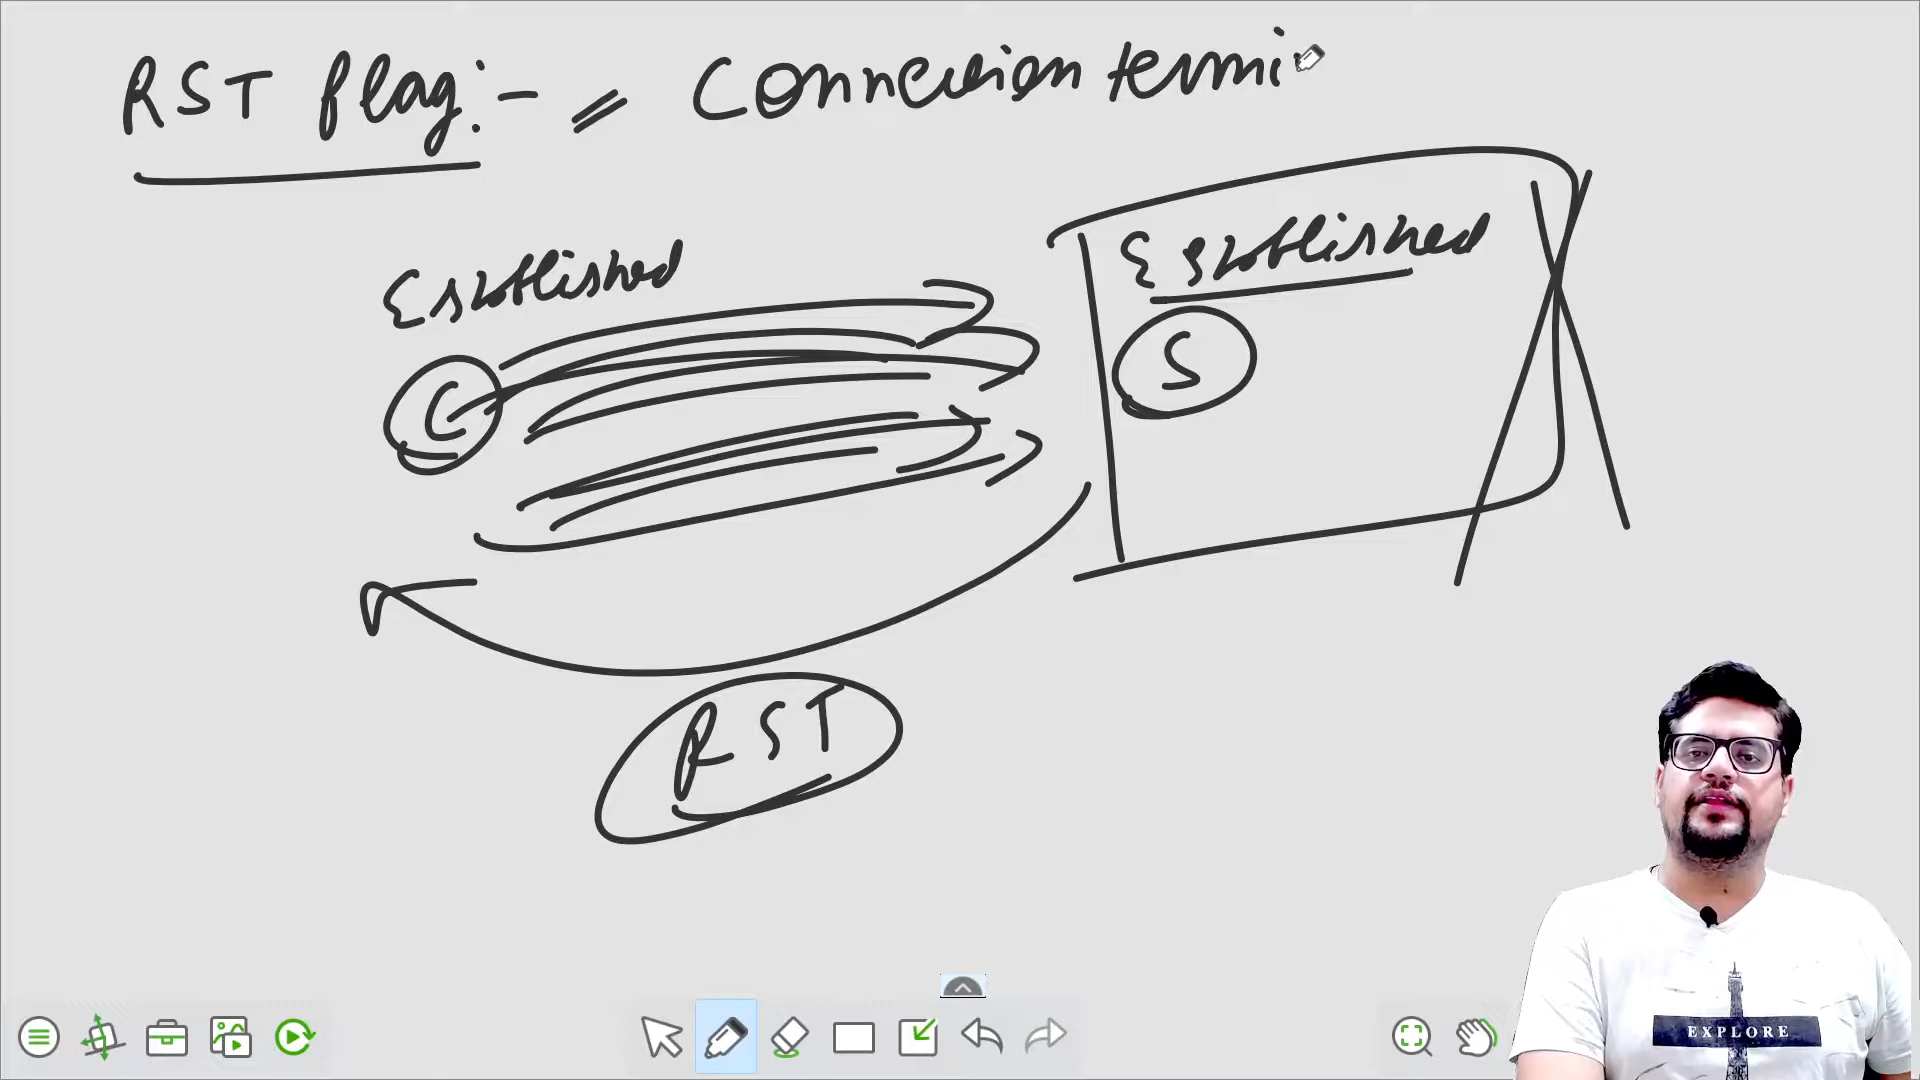 RST flag:- = Connection termi
Established
Established
C
S
RST
EXPLORE